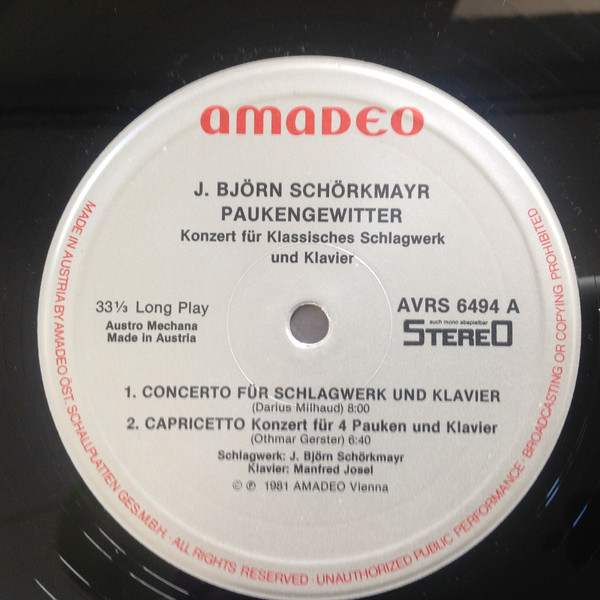 amaDEO
J. BJÖRN SCHÖRKMAYR
PAUKENGEWITTER
Konzert für Klassisches Schlagwerk
und Klavier
33⅓ Long Play
Austro Mechana
Made in Austria
AVRS 6494 A
auch mono abspielbar
STEREO
1. CONCERTO FÜR SCHLAGWERK UND KLAVIER
(Darius Milhaud) 8:00
2. CAPRICETTO Konzert für 4 Pauken und Klavier
(Othmar Gerster) 6:40
Schlagwerk: J. Björn Schörkmayr
Klavier: Manfred Josel
© ℗ 1981 AMADEO Vienna
MADE IN AUSTRIA BY AMADEO ÖST. SCHALLPLATTEN GES.M.B.H. · ALL RIGHTS RESERVED · UNAUTHORIZED PUBLIC PERFORMANCE · BROADCASTING OR COPYING PROHIBITED